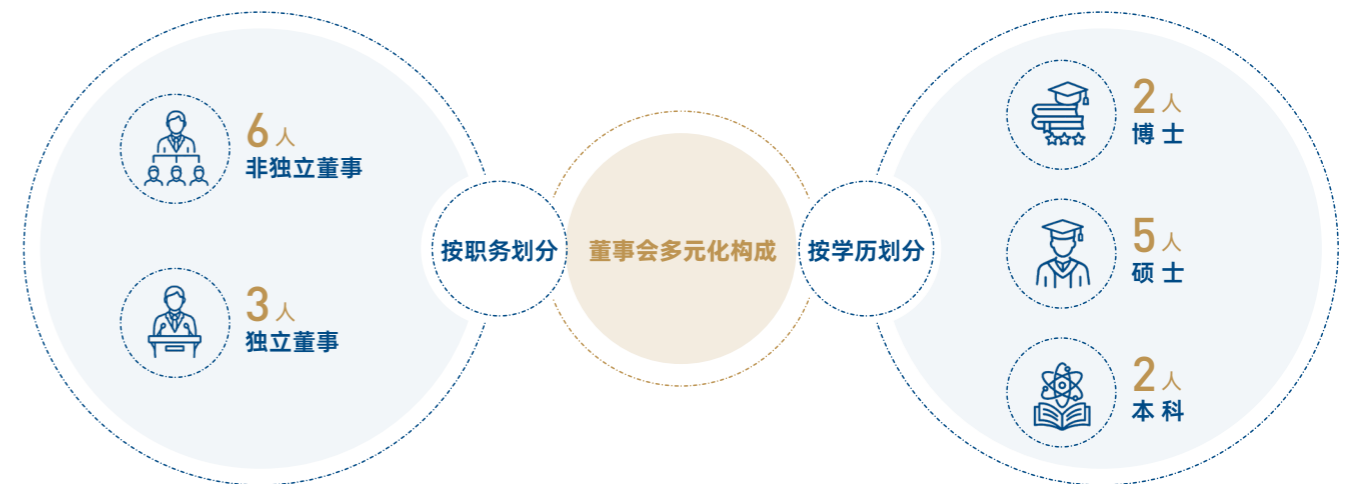 6人
非独立董事
3人
独立董事
按职务划分
董事会多元化构成
按学历划分
2人
博士
5人
硕士
2人
本科